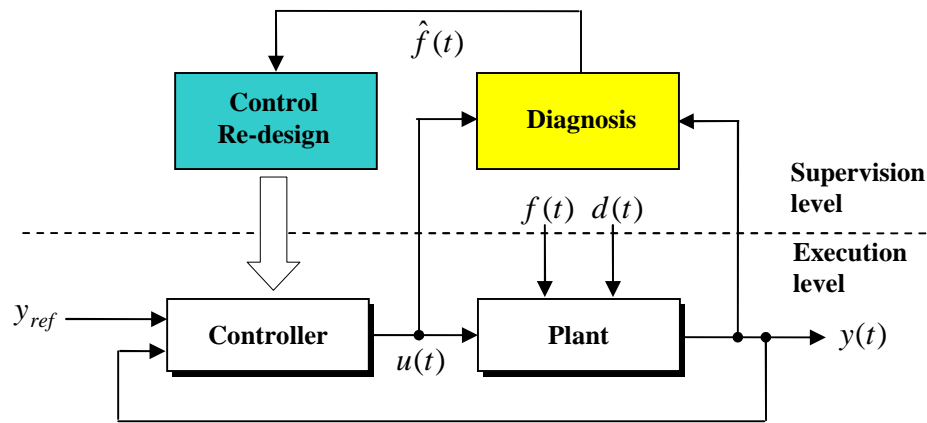 f̂(t)
Control
Re-design
Diagnosis
Supervision
level
f(t) d(t)
Execution
level
y_ref
Controller
Plant
y(t)
u(t)